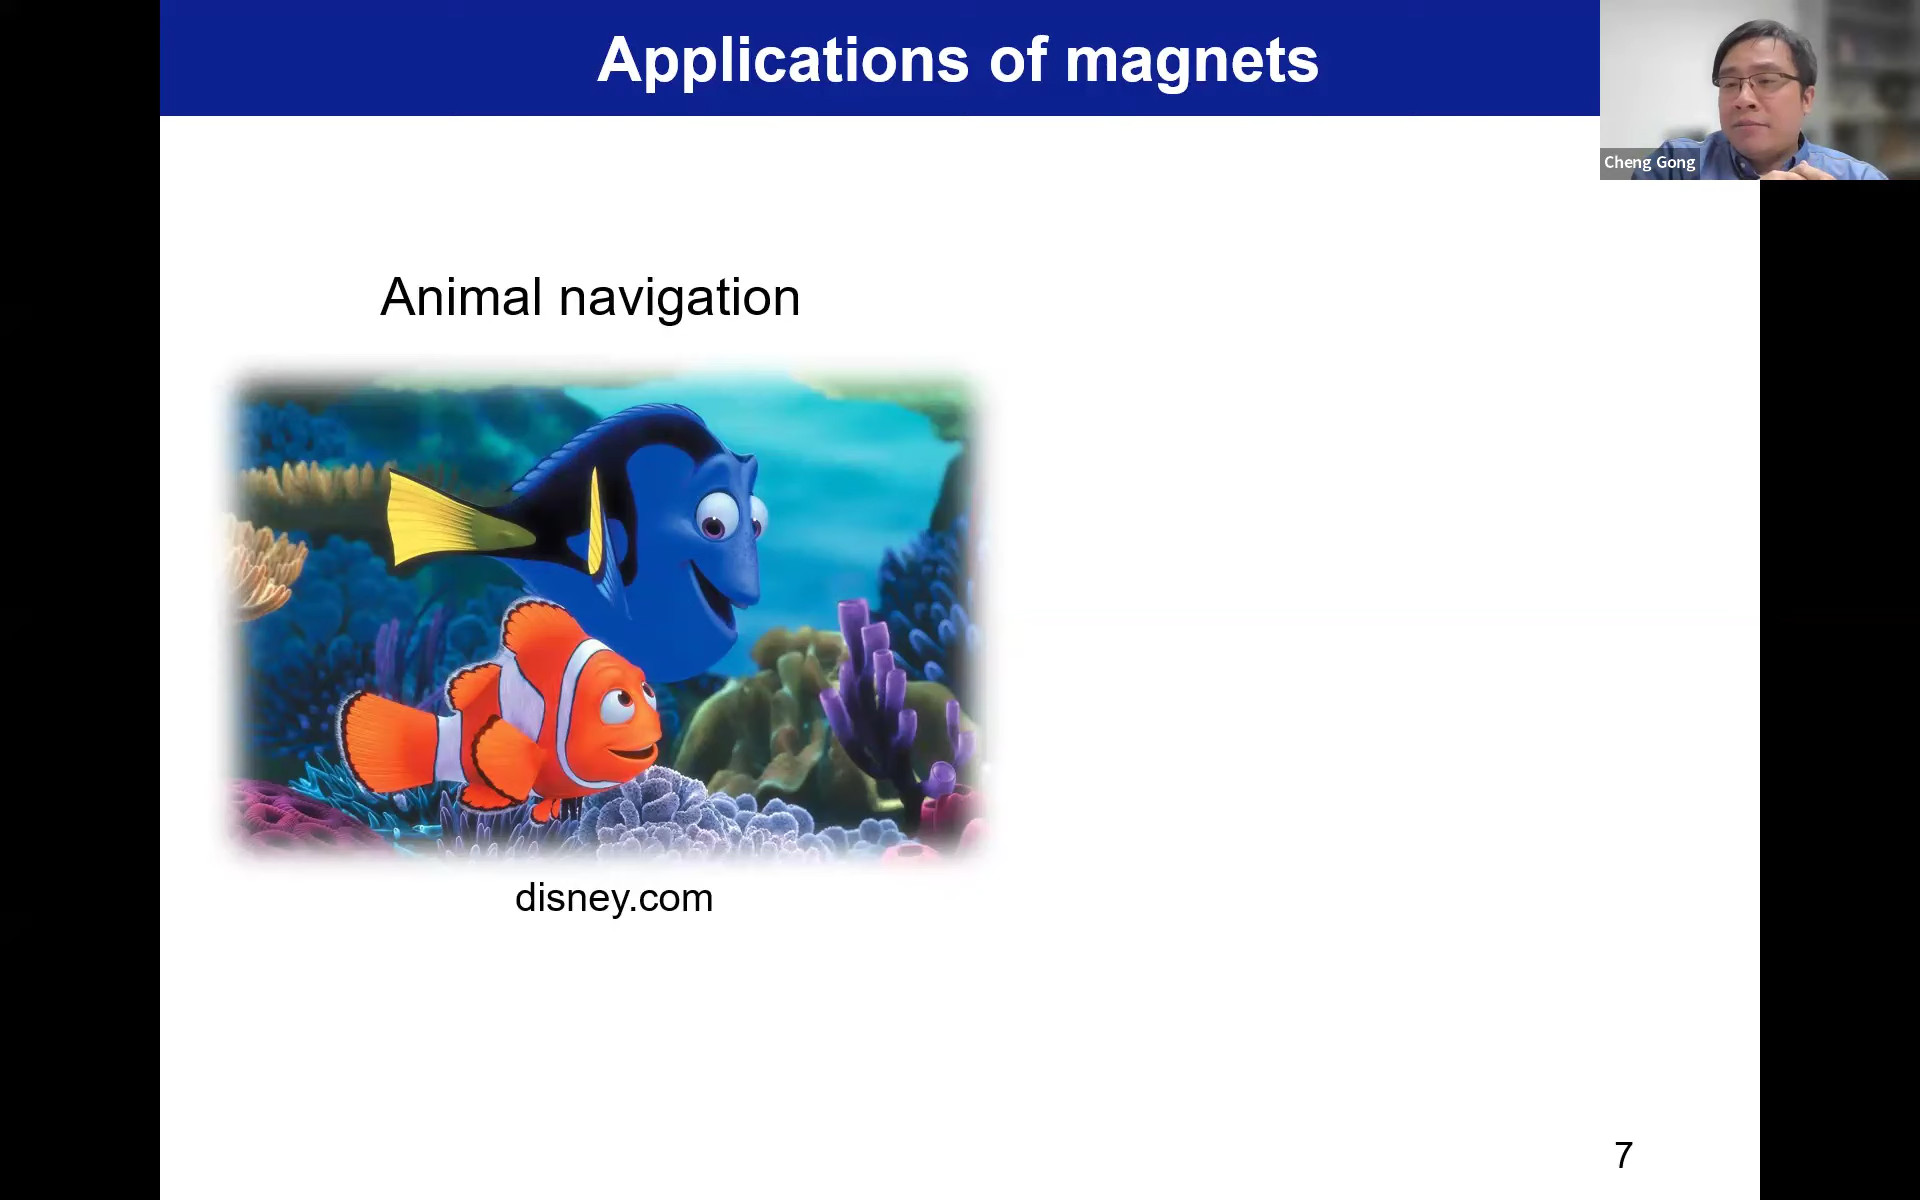 Applications of magnets
Cheng Gong
Animal navigation
disney.com
7